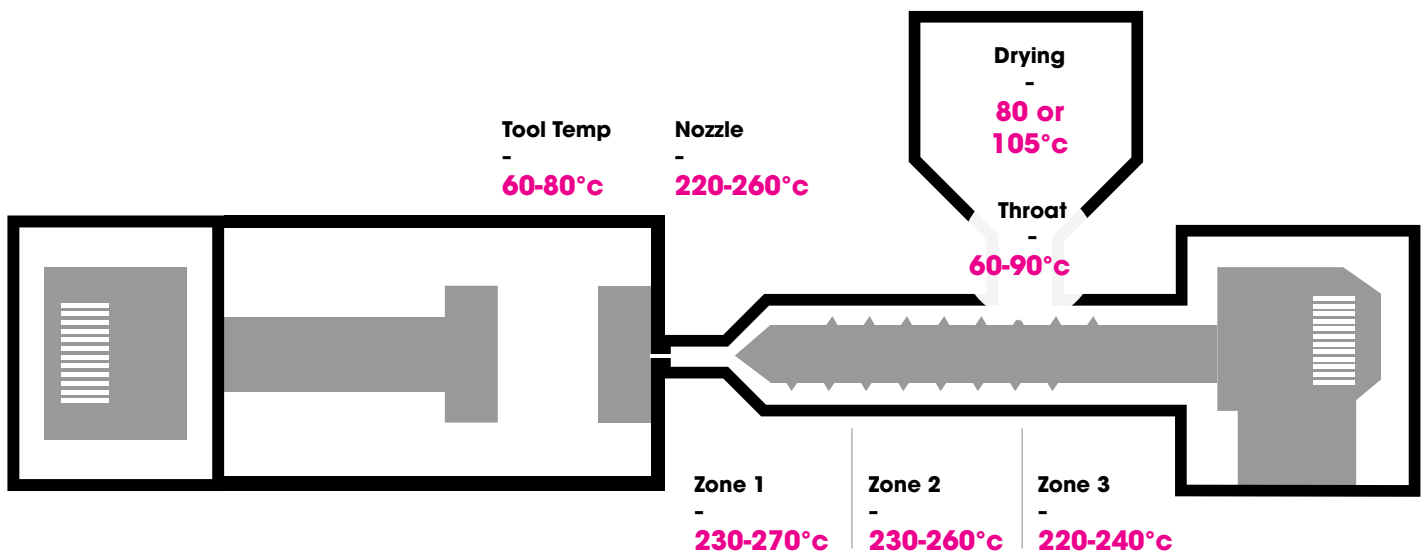 Drying
-
80 or
105°c
Tool Temp
-
60-80°c
Nozzle
-
220-260°c
Throat
-
60-90°c
Zone 1
-
230-270°c
Zone 2
-
230-260°c
Zone 3
-
220-240°c